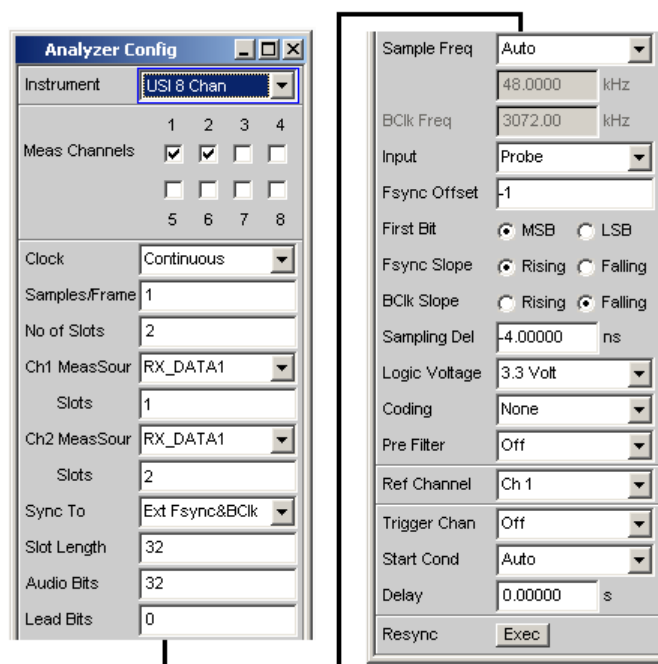 Analyzer Config
Instrument USI 8 Chan
1 2 3 4
Meas Channels
5 6 7 8
Clock Continuous
Samples/Frame 1
No of Slots 2
Ch1 MeasSour RX_DATA1
Slots 1
Ch2 MeasSour RX_DATA1
Slots 2
Sync To Ext Fsync&BClk
Slot Length 32
Audio Bits 32
Lead Bits 0
Sample Freq Auto
48.0000 kHz
BClk Freq 3072.00 kHz
Input Probe
Fsync Offset -1
First Bit MSB LSB
Fsync Slope Rising Falling
BClk Slope Rising Falling
Sampling Del -4.00000 ns
Logic Voltage 3.3 Volt
Coding None
Pre Filter Off
Ref Channel Ch 1
Trigger Chan Off
Start Cond Auto
Delay 0.00000 s
Resync Exec